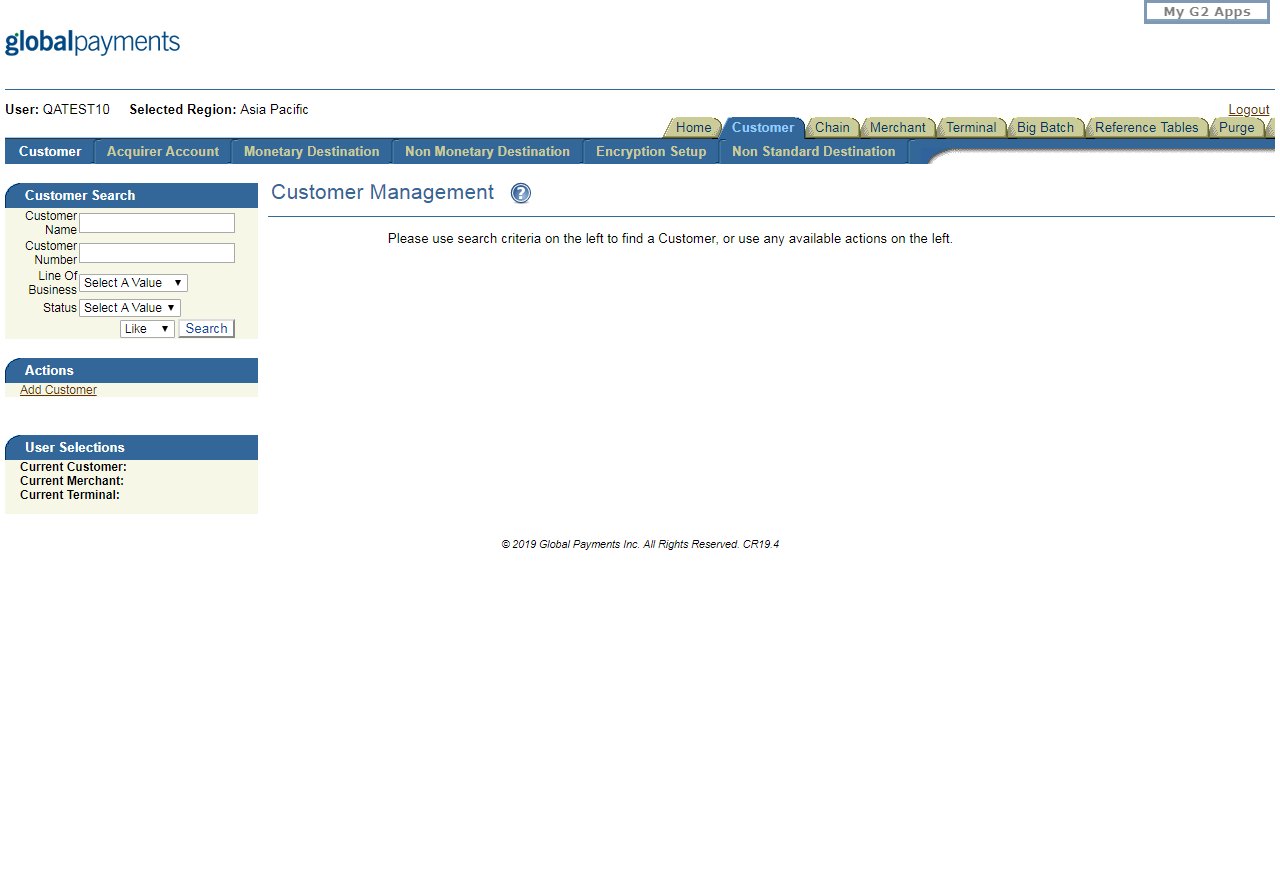 My G2 Apps
globalpayments
User: QATEST10 Selected Region: Asia Pacific
Logout
Home Customer Chain Merchant Terminal Big Batch Reference Tables Purge
Customer Acquirer Account Monetary Destination Non Monetary Destination Encryption Setup Non Standard Destination
Customer Search
Customer
Name
Customer
Number
Line Of
Business Select A Value
Status Select A Value
Like Search
Actions
Add Customer
User Selections
Current Customer:
Current Merchant:
Current Terminal:
Customer Management ?
Please use search criteria on the left to find a Customer, or use any available actions on the left.
© 2019 Global Payments Inc. All Rights Reserved. CR19.4